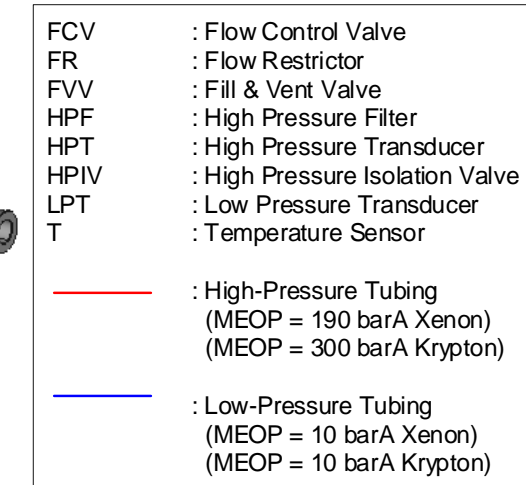 FCV : Flow Control Valve
FR : Flow Restrictor
FVV : Fill & Vent Valve
HPF : High Pressure Filter
HPT : High Pressure Transducer
HPIV : High Pressure Isolation Valve
LPT : Low Pressure Transducer
T : Temperature Sensor
: High-Pressure Tubing
(MEOP = 190 barA Xenon)
(MEOP = 300 barA Krypton)
: Low-Pressure Tubing
(MEOP = 10 barA Xenon)
(MEOP = 10 barA Krypton)